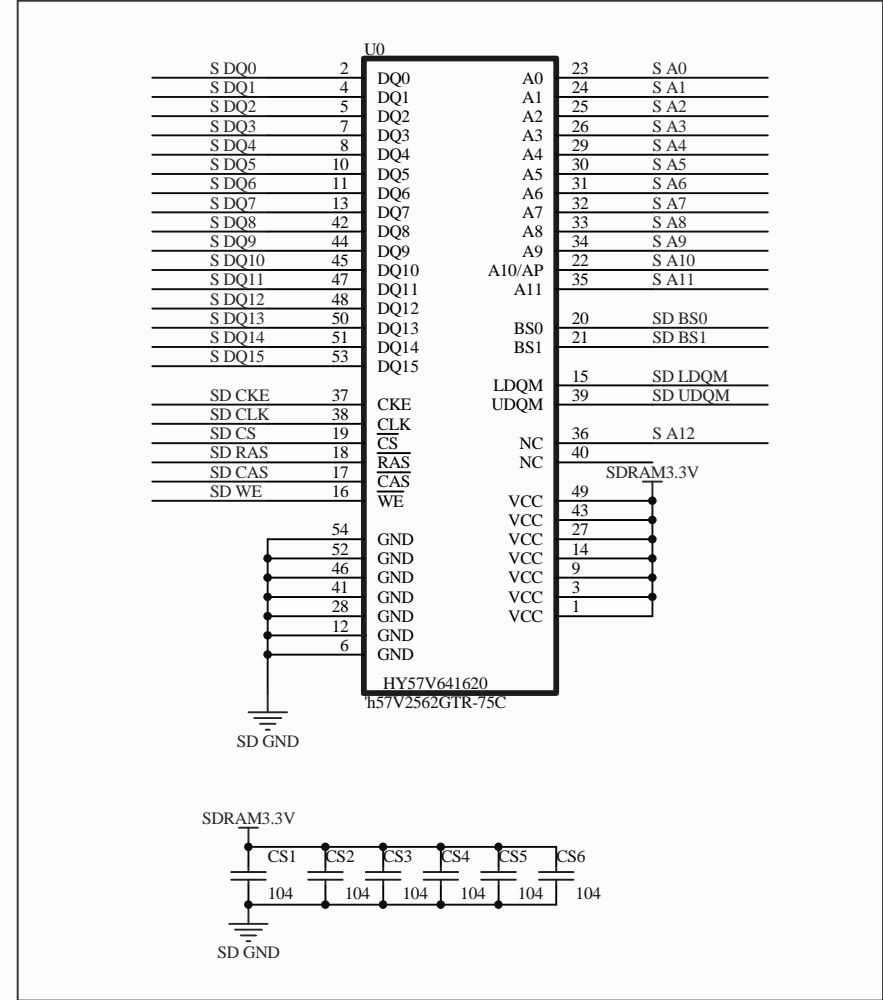 U0
S DQ0 2 DQ0 A0 23 S A0
S DQ1 4 DQ1 A1 24 S A1
S DQ2 5 DQ2 A2 25 S A2
S DQ3 7 DQ3 A3 26 S A3
S DQ4 8 DQ4 A4 29 S A4
S DQ5 10 DQ5 A5 30 S A5
S DQ6 11 DQ6 A6 31 S A6
S DQ7 13 DQ7 A7 32 S A7
S DQ8 42 DQ8 A8 33 S A8
S DQ9 44 DQ9 A9 34 S A9
S DQ10 45 DQ10 A10/AP 22 S A10
S DQ11 47 DQ11 A11 35 S A11
S DQ12 48 DQ12
S DQ13 50 DQ13 BS0 20 SD BS0
S DQ14 51 DQ14 BS1 21 SD BS1
S DQ15 53 DQ15
LDQM 15 SD LDQM
SD CKE 37 CKE UDQM 39 SD UDQM
SD CLK 38 CLK
SD CS 19 CS NC 36 S A12
SD RAS 18 RAS NC 40
SD CAS 17 CAS SDRAM3.3V
SD WE 16 WE VCC 49
VCC 43
54 GND VCC 27
52 GND VCC 14
46 GND VCC 9
41 GND VCC 3
28 GND VCC 1
12 GND
6 GND
HY57V641620
'h57V2562GTR-75C
SD GND
SDRAM3.3V
CS1 CS2 CS3 CS4 CS5 CS6
104 104 104 104 104 104
SD GND